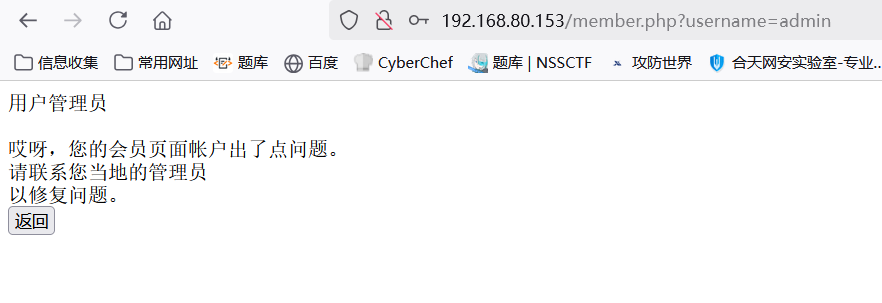 192.168.80.153/member.php?username=admin
信息收集 常用网址 题库 百度 CyberChef 题库 | NSSCTF 攻防世界 合天网安实验室-专业...
用户管理员
哎呀，您的会员页面帐户出了点问题。
请联系您当地的管理员
以修复问题。
返回